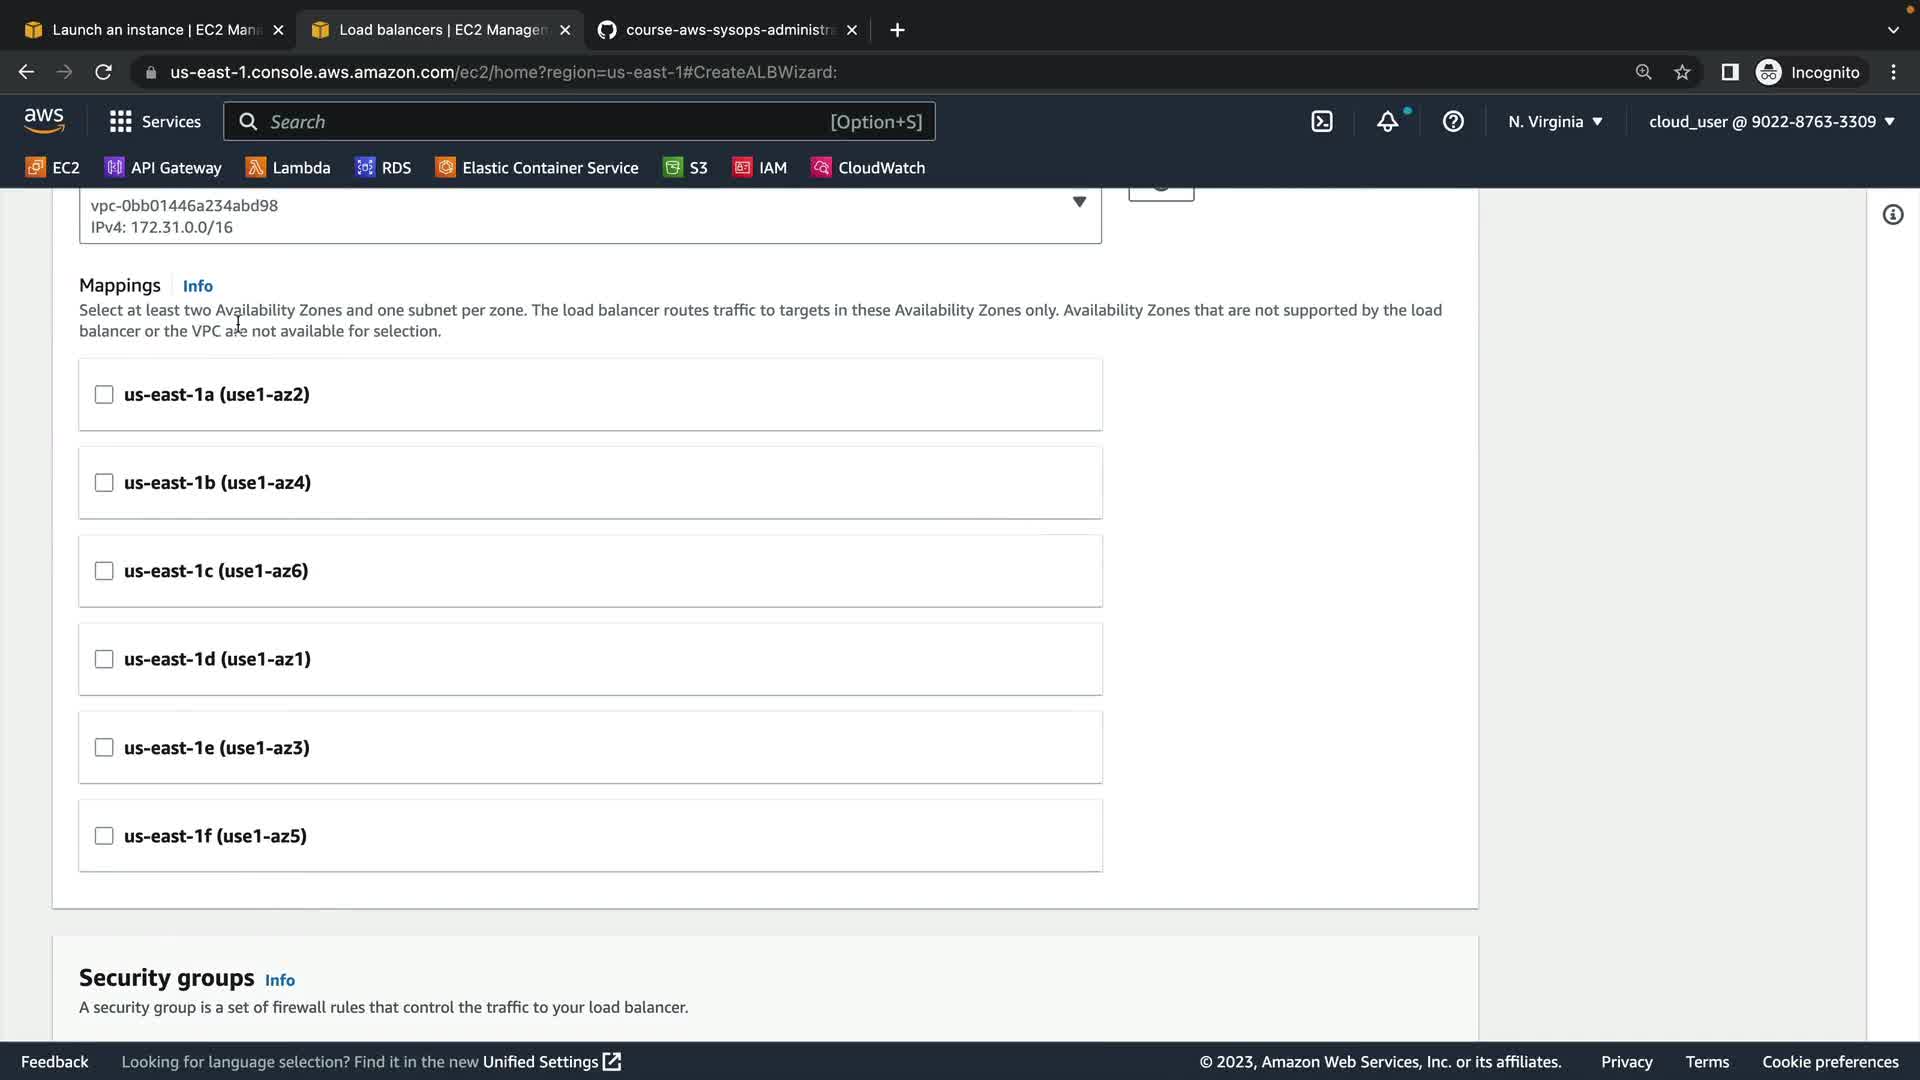 Launch an instance | EC2 Mana
Load balancers | EC2 Managem
course-aws-sysops-administra
us-east-1.console.aws.amazon.com/ec2/home?region=us-east-1#CreateALBWizard:
Incognito
aws
Services
Search
[Option+S]
N. Virginia
cloud_user @ 9022-8763-3309
EC2
API Gateway
Lambda
RDS
Elastic Container Service
S3
IAM
CloudWatch
vpc-0bb01446a234abd98
IPv4: 172.31.0.0/16
Mappings Info
Select at least two Availability Zones and one subnet per zone. The load balancer routes traffic to targets in these Availability Zones only. Availability Zones that are not supported by the load
balancer or the VPC are not available for selection.
us-east-1a (use1-az2)
us-east-1b (use1-az4)
us-east-1c (use1-az6)
us-east-1d (use1-az1)
us-east-1e (use1-az3)
us-east-1f (use1-az5)
Security groups Info
A security group is a set of firewall rules that control the traffic to your load balancer.
Feedback
Looking for language selection? Find it in the new Unified Settings
© 2023, Amazon Web Services, Inc. or its affiliates.
Privacy
Terms
Cookie preferences